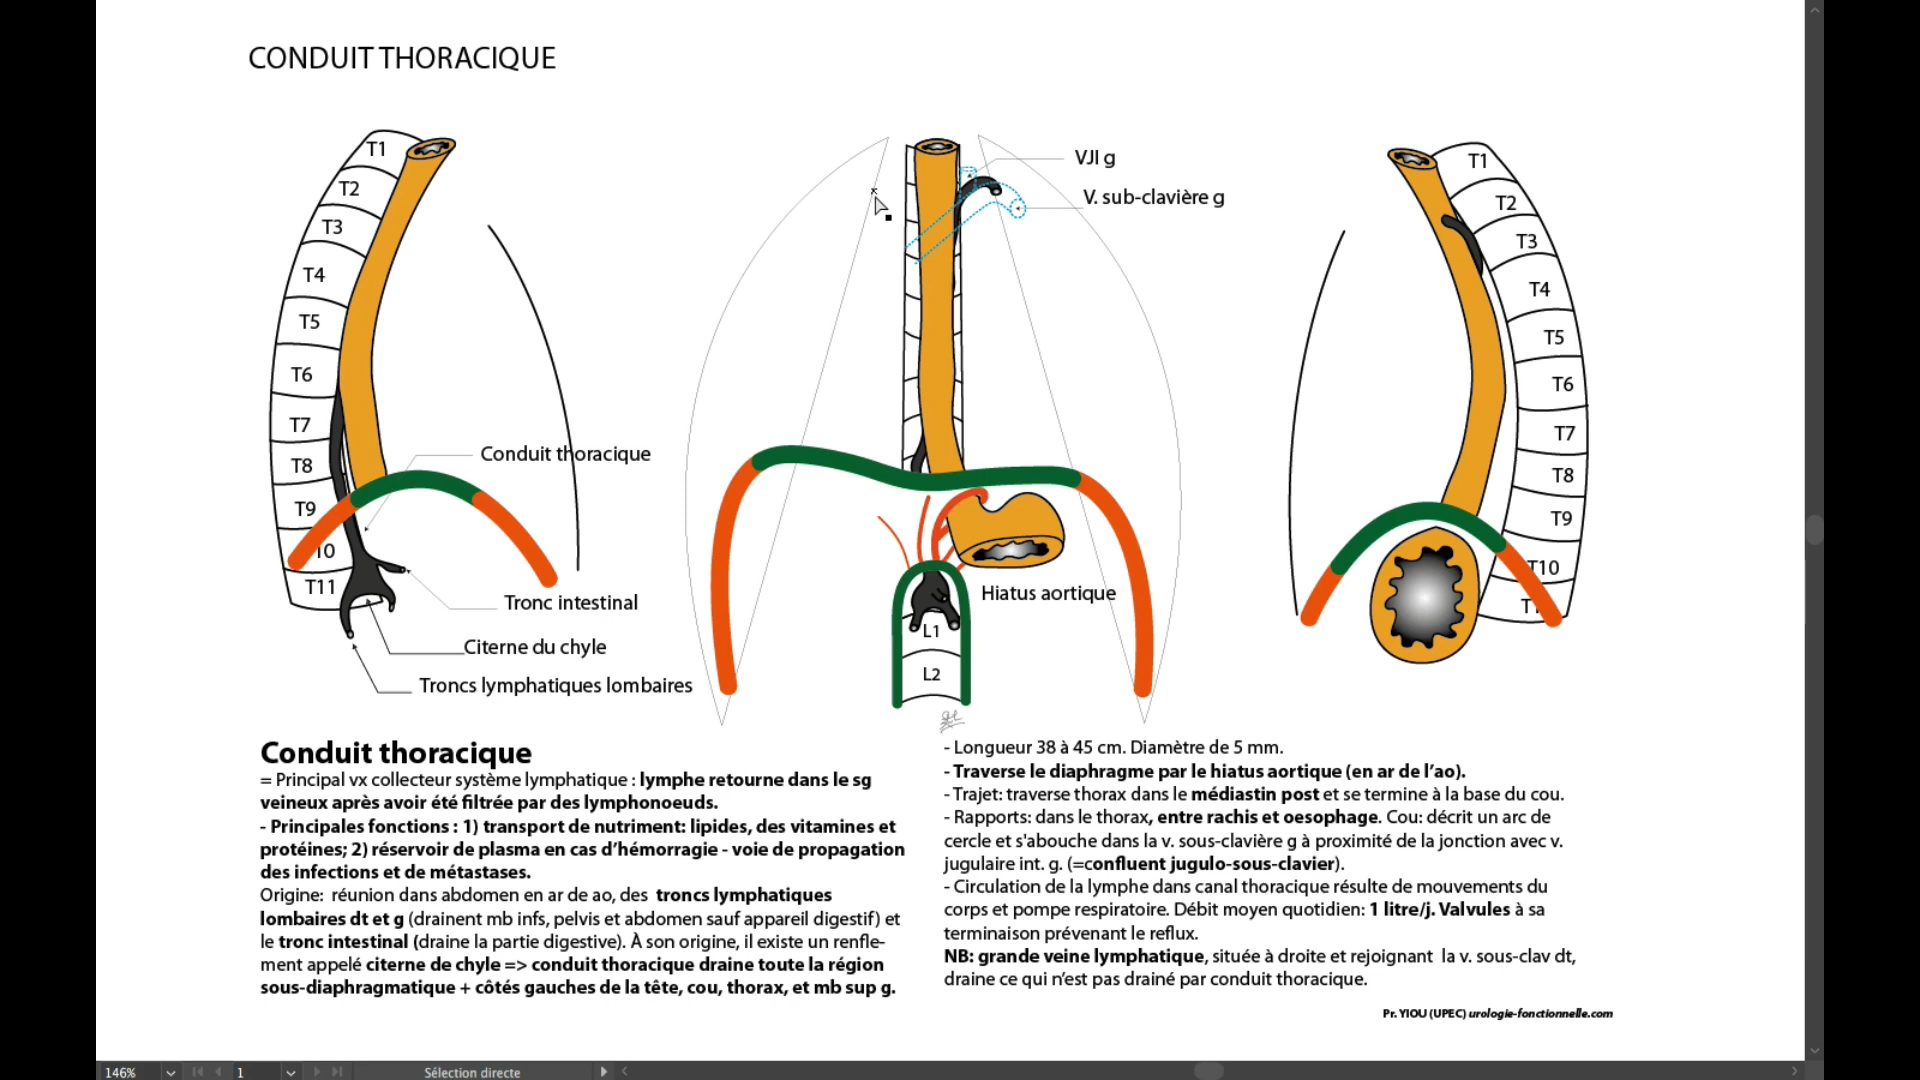 CONDUIT THORACIQUE
T1
T2
T3
T4
T5
T6
T7
T8
T9
10
T11
Conduit thoracique
Tronc intestinal
Citerne du chyle
Troncs lymphatiques lombaires
VJI g
V. sub-clavière g
Hiatus aortique
L1
L2
T1
T2
T3
T4
T5
T6
T7
T8
T9
T10
T1
Conduit thoracique
= Principal vx collecteur système lymphatique : lymphe retourne dans le sg
veineux après avoir été filtrée par des lymphonoeuds.
- Principales fonctions : 1) transport de nutriment: lipides, des vitamines et
protéines; 2) réservoir de plasma en cas d'hémorragie - voie de propagation
des infections et de métastases.
Origine: réunion dans abdomen en ar de ao, des troncs lymphatiques
lombaires dt et g (drainent mb infs, pelvis et abdomen sauf appareil digestif) et
le tronc intestinal (draine la partie digestive). À son origine, il existe un renfle-
ment appelé citerne de chyle => conduit thoracique draine toute la région
sous-diaphragmatique + côtés gauches de la tête, cou, thorax, et mb sup g.
- Longueur 38 à 45 cm. Diamètre de 5 mm.
- Traverse le diaphragme par le hiatus aortique (en ar de l'ao).
- Trajet: traverse thorax dans le médiastin post et se termine à la base du cou.
- Rapports: dans le thorax, entre rachis et oesophage. Cou: décrit un arc de
cercle et s'abouche dans la v. sous-clavière g à proximité de la jonction avec v.
jugulaire int. g. (=confluent jugulo-sous-clavier).
- Circulation de la lymphe dans canal thoracique résulte de mouvements du
corps et pompe respiratoire. Débit moyen quotidien: 1 litre/j. Valvules à sa
terminaison prévenant le reflux.
NB: grande veine lymphatique, située à droite et rejoignant la v. sous-clav dt,
draine ce qui n'est pas drainé par conduit thoracique.
Pr. YIOU (UPEC) urologie-fonctionnelle.com
146%
1
Sélection directe